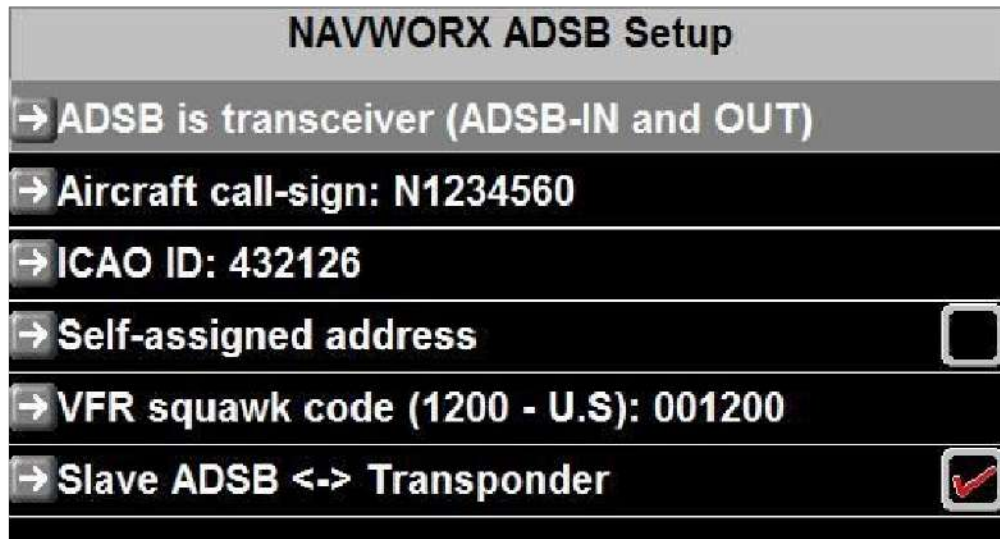 NAVWORX ADSB Setup
ADSB is transceiver (ADSB-IN and OUT)
Aircraft call-sign: N1234560
ICAO ID: 432126
Self-assigned address
VFR squawk code (1200 - U.S): 001200
Slave ADSB <-> Transponder